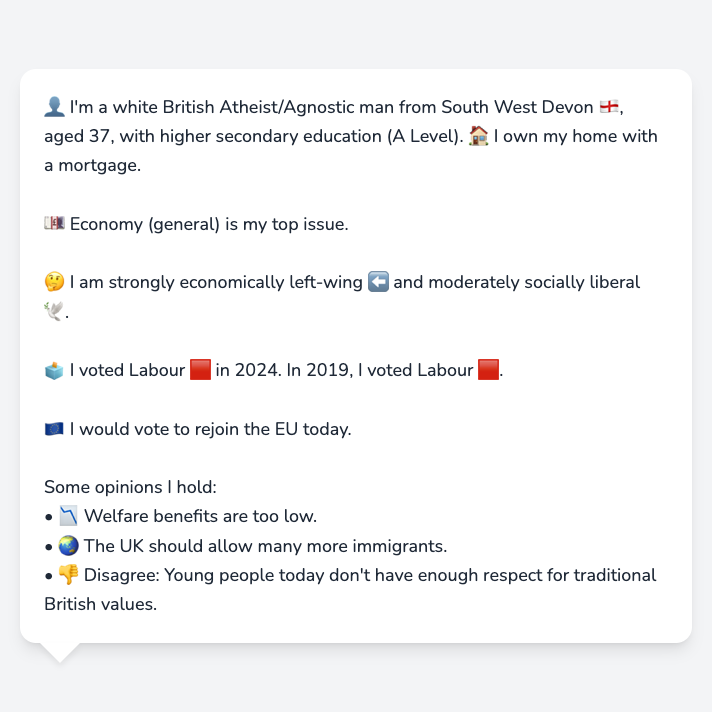 👤 I'm a white British Atheist/Agnostic man from South West Devon 🏴󠁧󠁢󠁥󠁮󠁧󠁿,
aged 37, with higher secondary education (A Level). 🏠 I own my home with
a mortgage.
💷 Economy (general) is my top issue.
🤔 I am strongly economically left-wing ⬅️ and moderately socially liberal
🕊️.
🗳️ I voted Labour 🟥 in 2024. In 2019, I voted Labour 🟥.
🇪🇺 I would vote to rejoin the EU today.
Some opinions I hold:
• 📉 Welfare benefits are too low.
• 🌏 The UK should allow many more immigrants.
• 👎 Disagree: Young people today don't have enough respect for traditional
British values.